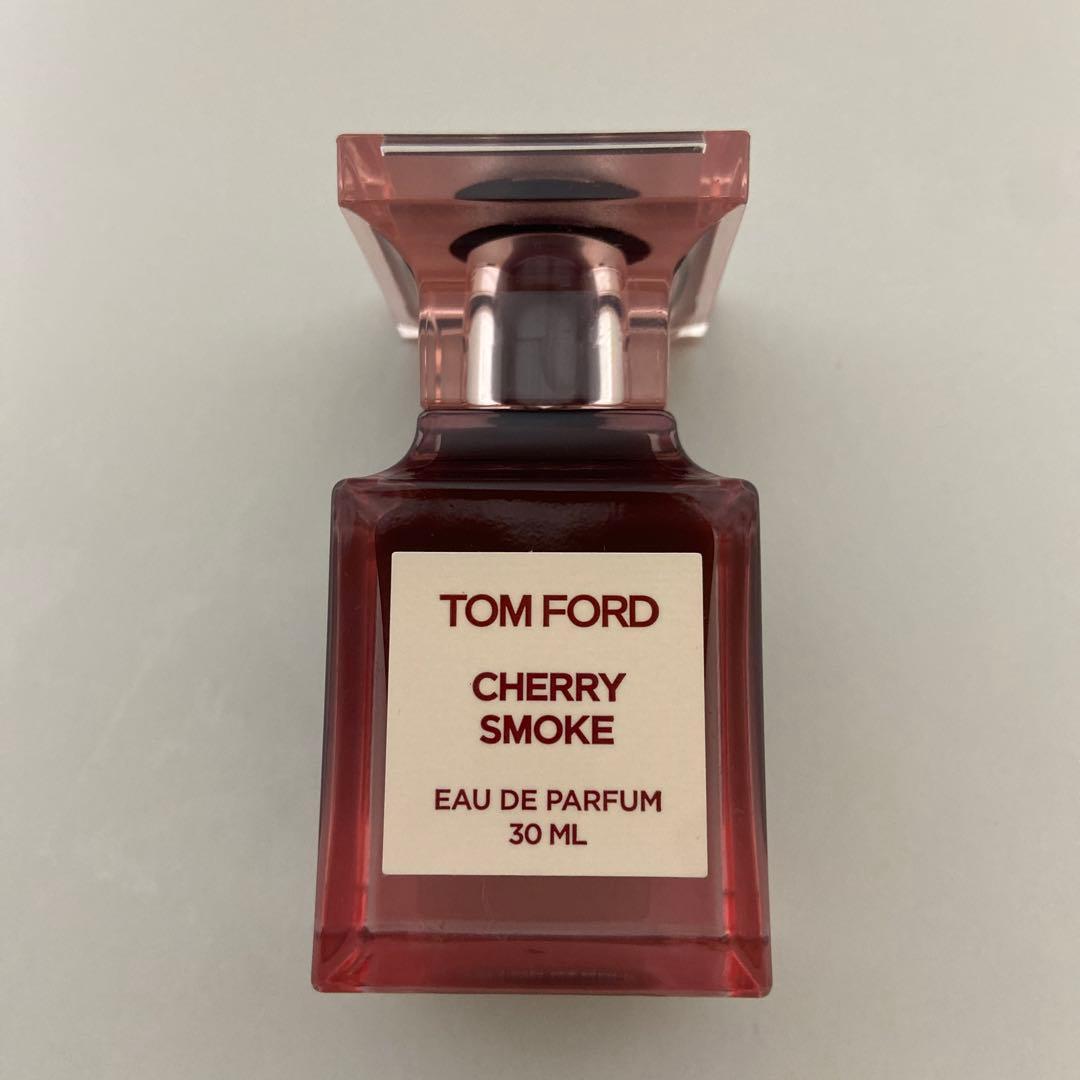 TOM FORD
CHERRY
SMOKE
EAU DE PARFUM
30 ML